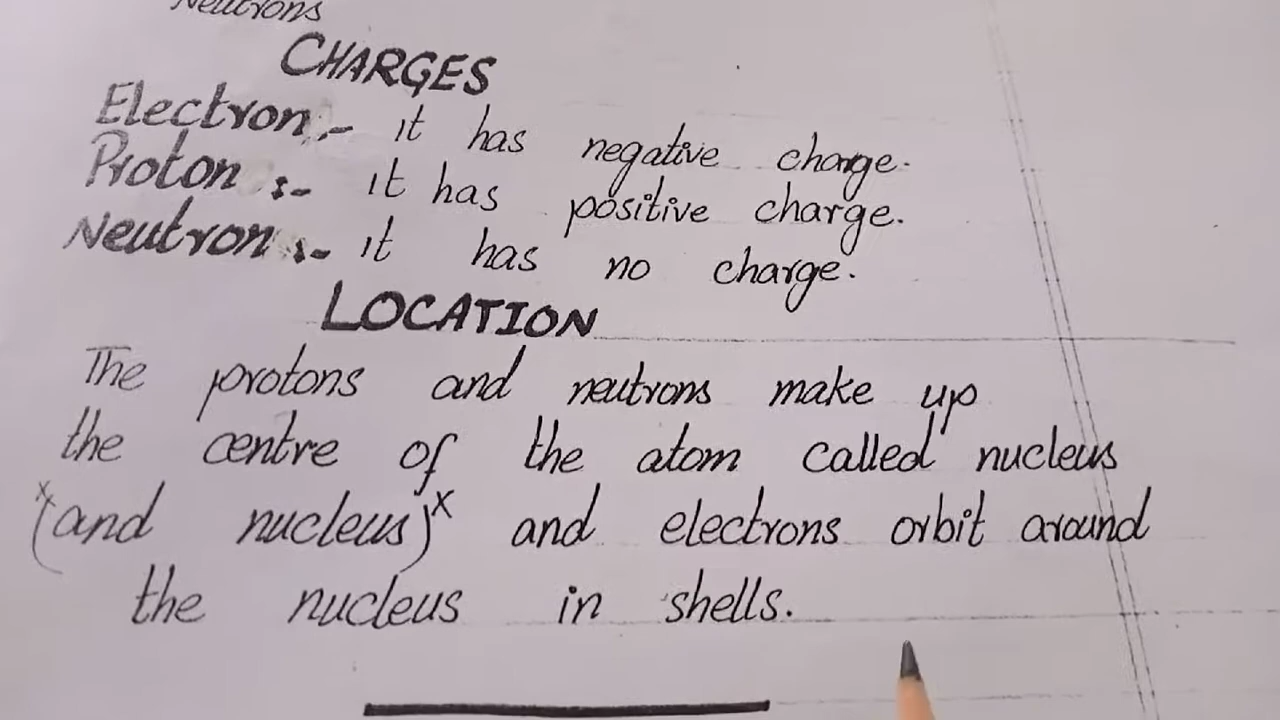 Neutrons
CHARGES
Electron:- it has negative charge.
Proton :- it has positive charge.
Neutron :- it has no charge.
LOCATION
The protons and neutrons make up
the centre of the atom called nucleus
x(and nucleus)x and electrons orbit around
the nucleus in shells.